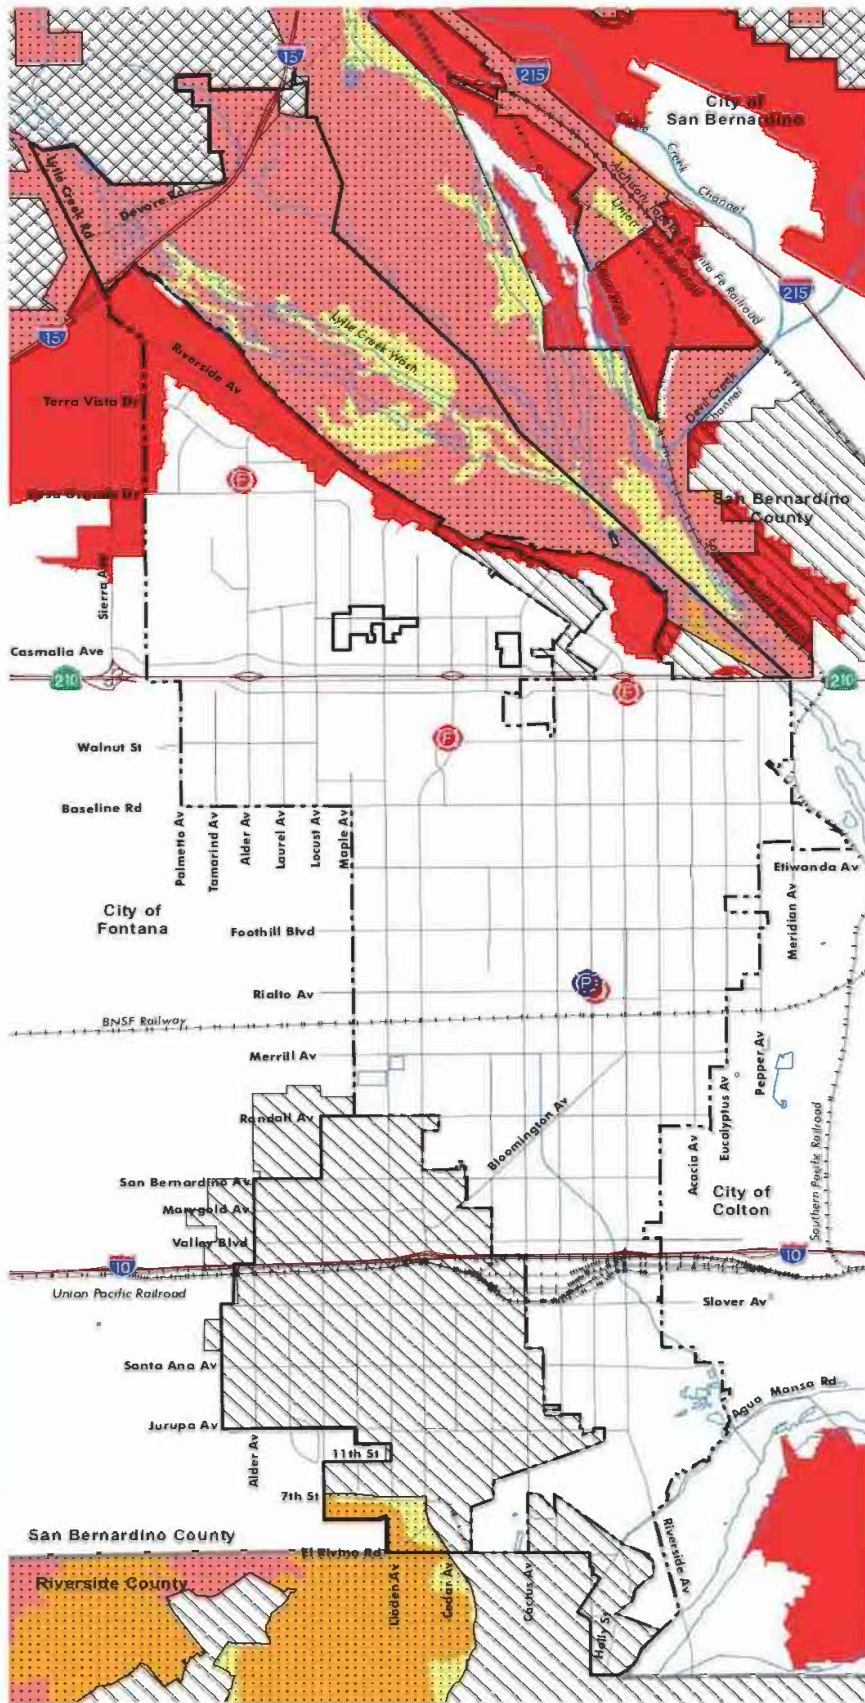 15
215
City of
San Bernardino
Creek
Channel
Lytle Creek Rd
Devore Rd
Santa Fe Railroad
215
15
Lytle Creek Wash
Riverside Av
Terra Vista Dr
Devil Creek
Channel
San Bernardino
County
Sierra Ave
Casmalia Ave
210
210
F
F
F
Walnut St
Baseline Rd
Palmetto Av
Tamarind Av
Alder Av
Laurel Av
Locust Av
Maple Av
Etiwanda Av
Meridian Av
City of
Fontana
Foothill Blvd
P
Rialto Av
BNSF Railway
Merrill Av
Pepper Av
Eucalyptus Av
Randall Av
Bloomington Av
Acacia Av
Southern Pacific Railroad
San Bernardino Av
City of
Colton
Marygold Av
Valley Blvd
10
10
Union Pacific Railroad
Slover Av
Santa Ana Av
Agua Mansa Rd
Jurupa Av
Alder Av
11th St
7th St
San Bernardino County
El Rivino Rd
Riverside County
Linden Av
Cedar Av
Cactus Av
Holly St
Riverside Av